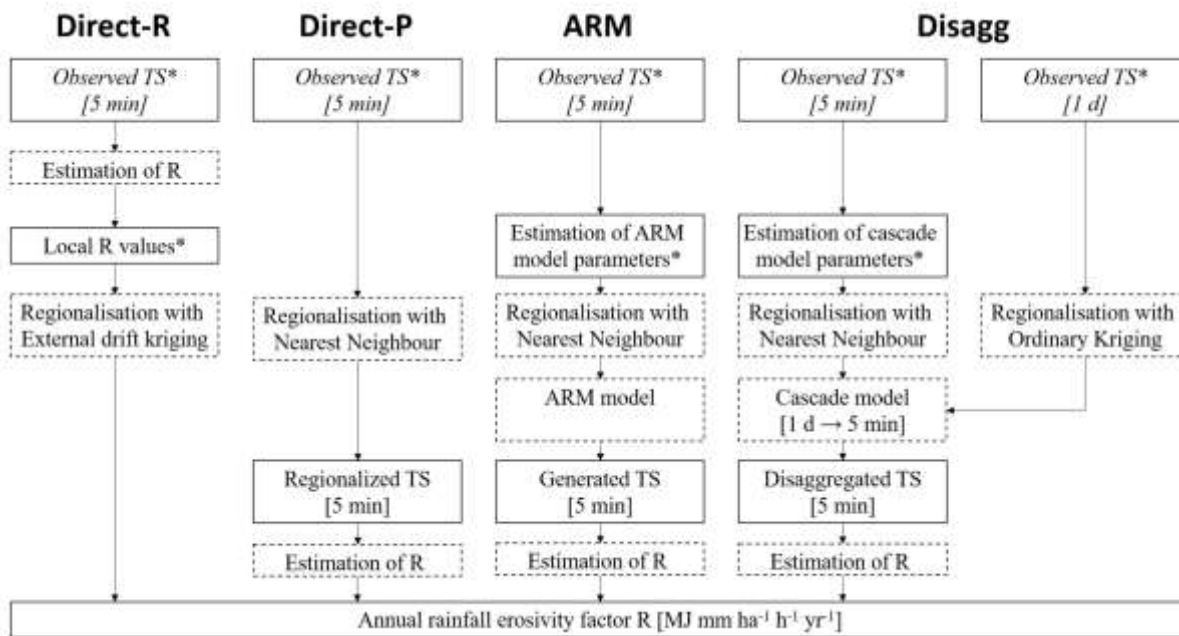 Direct-R
Direct-P
ARM
Disagg
Observed TS*
[5 min]
Observed TS*
[5 min]
Observed TS*
[5 min]
Observed TS*
[5 min]
Observed TS*
[1 d]
Estimation of R
Local R values*
Estimation of ARM
model parameters*
Estimation of cascade
model parameters*
Regionalisation with
External drift kriging
Regionalisation with
Nearest Neighbour
Regionalisation with
Nearest Neighbour
Regionalisation with
Nearest Neighbour
Regionalisation with
Ordinary Kriging
ARM model
Cascade model
[1 d → 5 min]
Regionalized TS
[5 min]
Generated TS
[5 min]
Disaggregated TS
[5 min]
Estimation of R
Estimation of R
Estimation of R
Annual rainfall erosivity factor R [MJ mm ha⁻¹ h⁻¹ yr⁻¹]